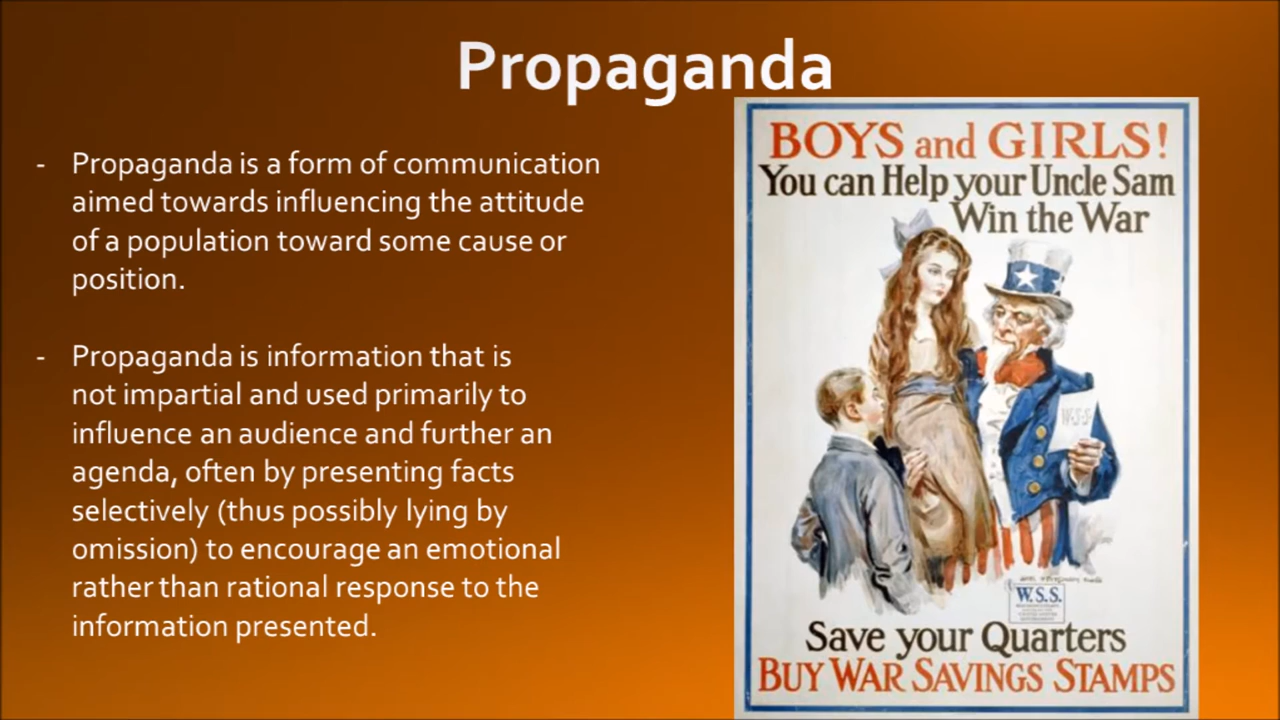 Propaganda
- Propaganda is a form of communication
aimed towards influencing the attitude
of a population toward some cause or
position.
- Propaganda is information that is
not impartial and used primarily to
influence an audience and further an
agenda, often by presenting facts
selectively (thus possibly lying by
omission) to encourage an emotional
rather than rational response to the
information presented.
BOYS and GIRLS!
You can Help your Uncle Sam
Win the War
W·S·S·
W.S.S.
Save your Quarters
BUY WAR SAVINGS STAMPS